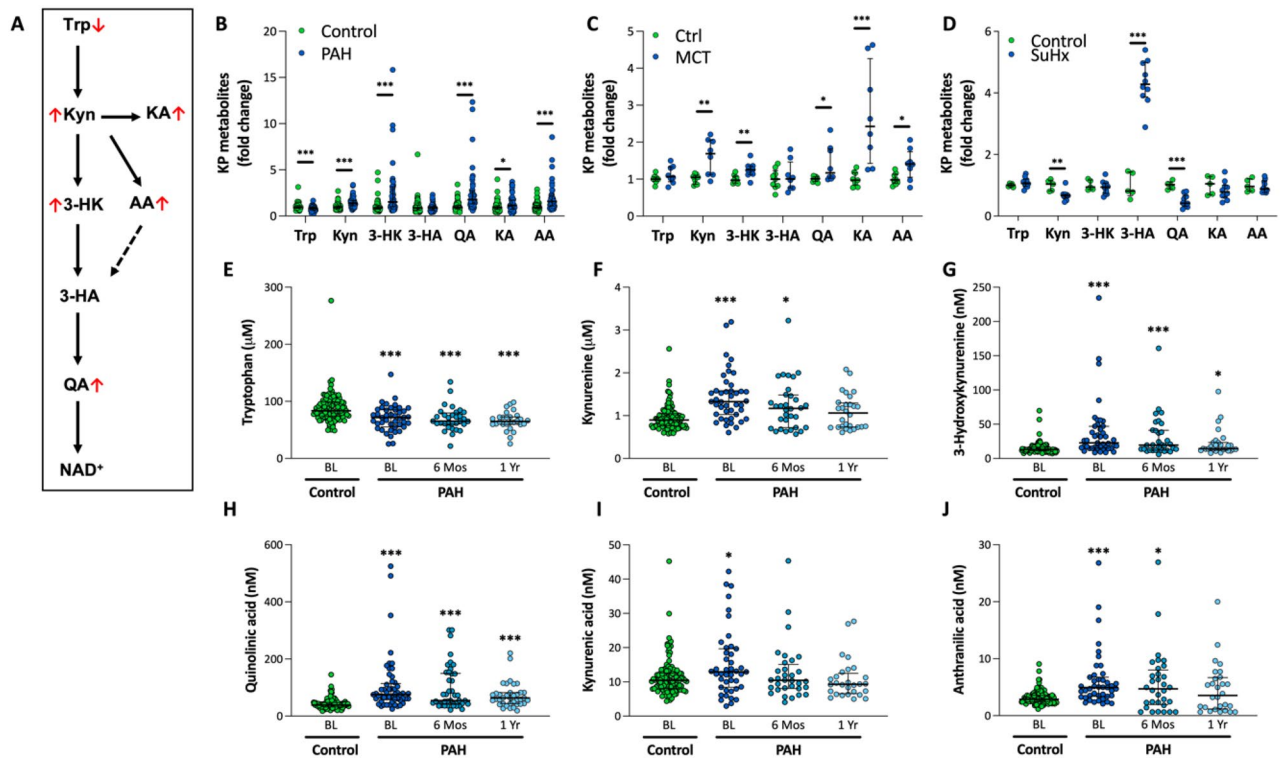 A
Trp↓
↑Kyn
KA↑
↑3-HK
AA↑
3-HA
QA↑
NAD+
B
KP metabolites
(fold change)
20
15
10
5
0
Control
PAH
***
***
***
***
*
***
Trp Kyn 3-HK 3-HA QA KA AA
C
KP metabolites
(fold change)
5
4
3
2
1
0
Ctrl
MCT
**
**
*
***
*
Trp Kyn 3-HK 3-HA QA KA AA
D
KP metabolites
(fold change)
6
4
2
0
Control
SuHx
**
***
***
Trp Kyn 3-HK 3-HA QA KA AA
E
Tryptophan (μM)
300
200
100
0
*** *** ***
BL BL 6 Mos 1 Yr
Control PAH
F
Kynurenine (μM)
4
3
2
1
0
*** *
BL BL 6 Mos 1 Yr
Control PAH
G
3-Hydroxykynurenine (nM)
250
200
150
100
50
0
***
***
*
BL BL 6 Mos 1 Yr
Control PAH
H
Quinolinic acid (nM)
600
400
200
0
***
***
***
BL BL 6 Mos 1 Yr
Control PAH
I
Kynurenic acid (nM)
50
40
30
20
10
0
*
BL BL 6 Mos 1 Yr
Control PAH
J
Anthranilic acid (nM)
30
20
10
0
*** *
BL BL 6 Mos 1 Yr
Control PAH